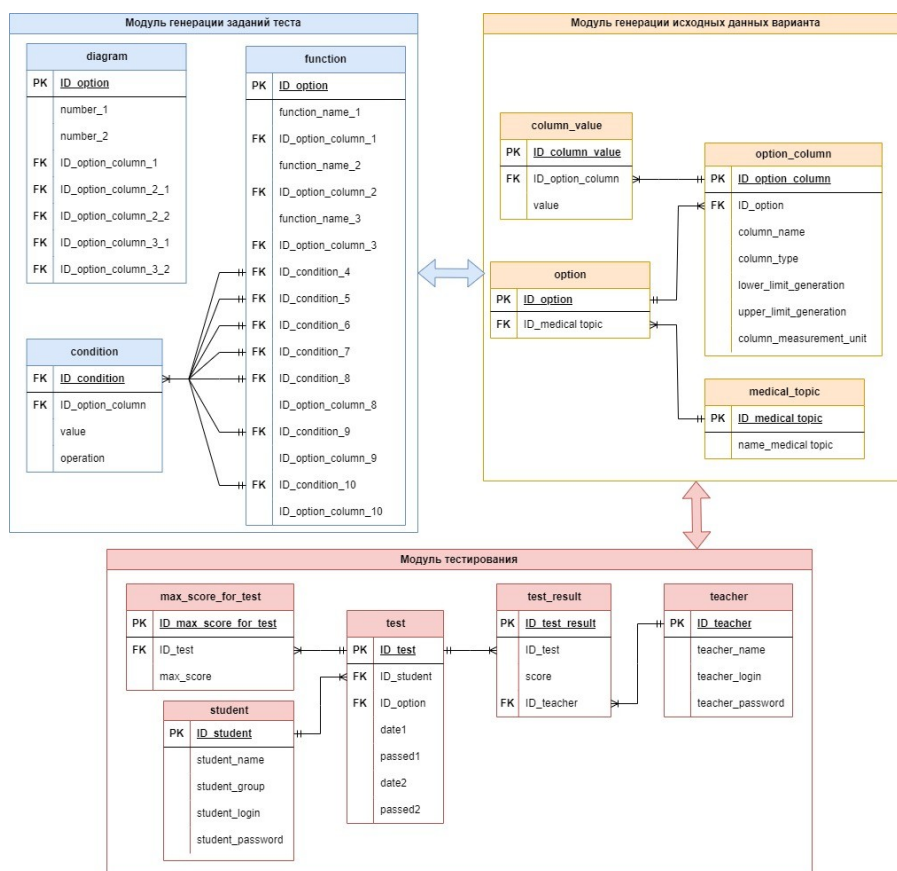 Модуль генерации заданий теста
diagram
PK ID_option
number_1
number_2
FK ID_option_column_1
FK ID_option_column_2_1
FK ID_option_column_2_2
FK ID_option_column_3_1
FK ID_option_column_3_2
function
PK ID_option
function_name_1
FK ID_option_column_1
function_name_2
FK ID_option_column_2
function_name_3
FK ID_option_column_3
FK ID_condition_4
FK ID_condition_5
FK ID_condition_6
FK ID_condition_7
FK ID_condition_8
ID_option_column_8
FK ID_condition_9
ID_option_column_9
FK ID_condition_10
ID_option_column_10
condition
FK ID_condition
FK ID_option_column
value
operation
Модуль генерации исходных данных варианта
column_value
PK ID_column_value
FK ID_option_column
value
option_column
PK ID_option_column
FK ID_option
column_name
column_type
lower_limit_generation
upper_limit_generation
column_measurement_unit
option
PK ID_option
FK ID_medical topic
medical_topic
PK ID_medical topic
name_medical topic
Модуль тестирования
max_score_for_test
PK ID_max_score_for_test
FK ID_test
max_score
student
PK ID_student
student_name
student_group
student_login
student_password
test
PK ID_test
FK ID_student
FK ID_option
date1
passed1
date2
passed2
test_result
PK ID_test_result
ID_test
score
FK ID_teacher
teacher
PK ID_teacher
teacher_name
teacher_login
teacher_password